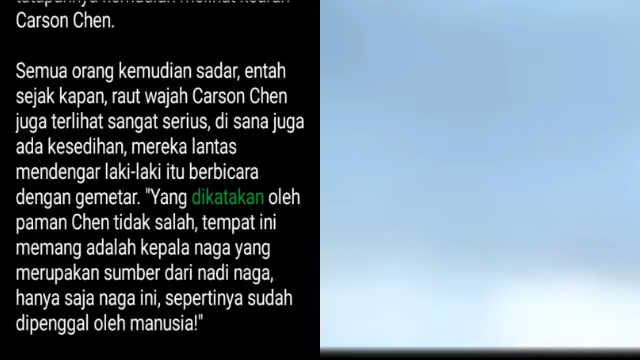 Carson Chen.
Semua orang kemudian sadar, entah
sejak kapan, raut wajah Carson Chen
juga terlihat sangat serius, di sana juga
ada kesedihan, mereka lantas
mendengar laki-laki itu berbicara
dengan gemetar. "Yang dikatakan oleh
paman Chen tidak salah, tempat ini
memang adalah kepala naga yang
merupakan sumber dari nadi naga,
hanya saja naga ini, sepertinya sudah
dipenggal oleh manusia!"